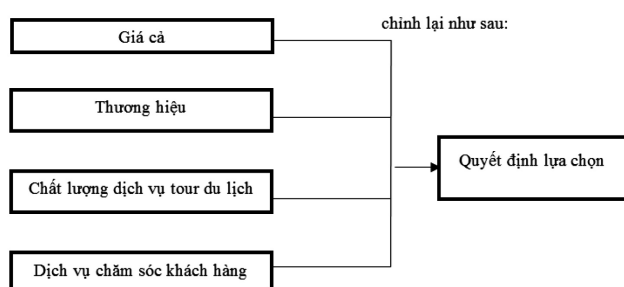 chỉnh lại như sau:
Giá cả
Thương hiệu
Quyết định lựa chọn
Chất lượng dịch vụ tour du lịch
Dịch vụ chăm sóc khách hàng